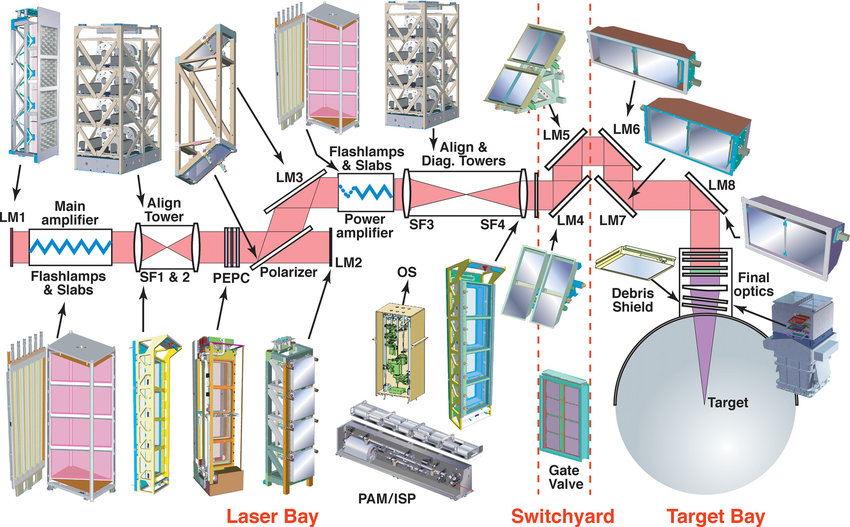 LM1
Main
amplifier
Flashlamps
& Slabs
Align
Tower
SF1 & 2
PEPC
Polarizer
LM2
LM3
Flashlamps
& Slabs
Power
amplifier
Align &
Diag. Towers
SF3
SF4
LM5
LM4
LM6
LM7
LM8
Debris
Shield
Final
optics
Target
OS
PAM/ISP
Gate
Valve
Laser Bay
Switchyard
Target Bay